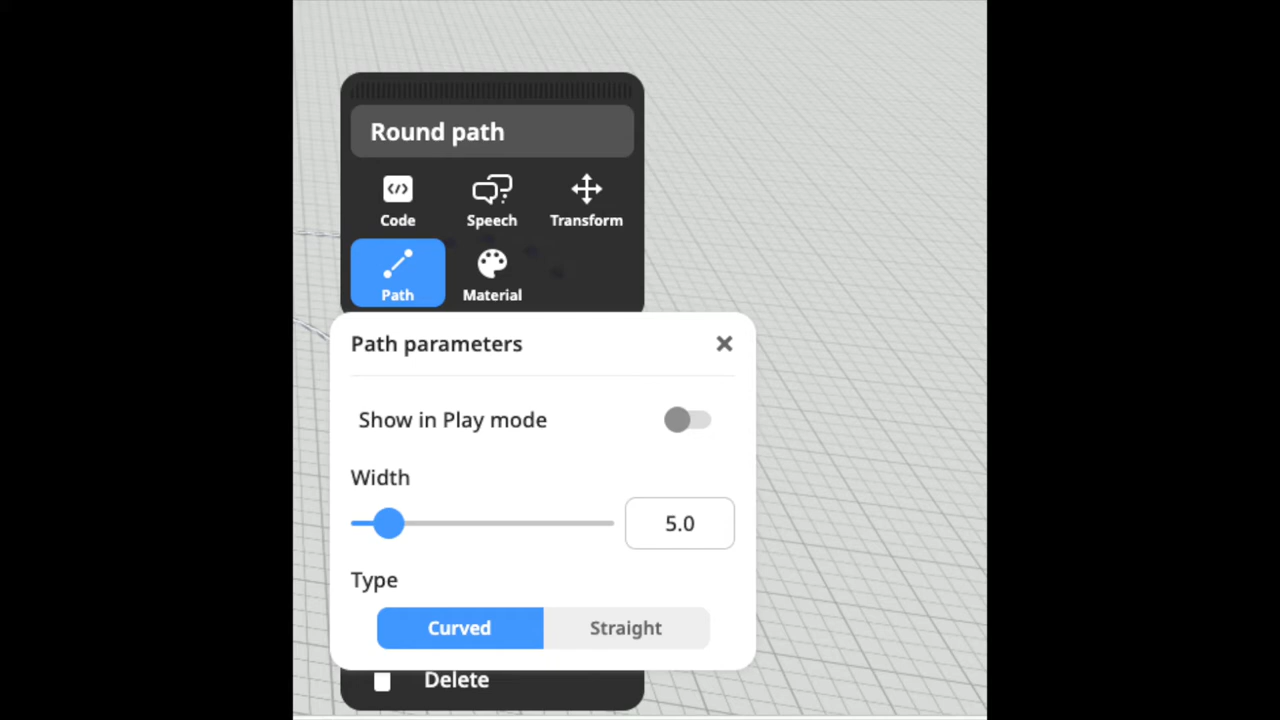 Round path
Code Speech Transform
Path Material
Path parameters
Show in Play mode
Width
5.0
Type
Curved Straight
Delete